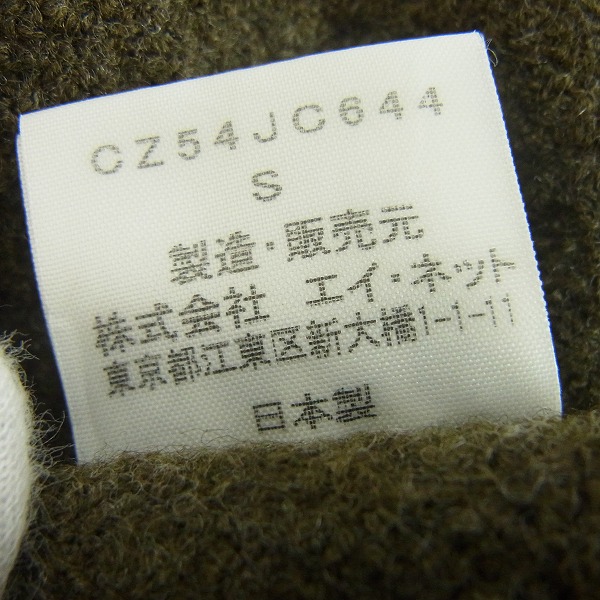 CZ54JC644
S
製造・販売元
株式会社 エイ・ネット
東京都江東区新大橋1-1-11
日本製